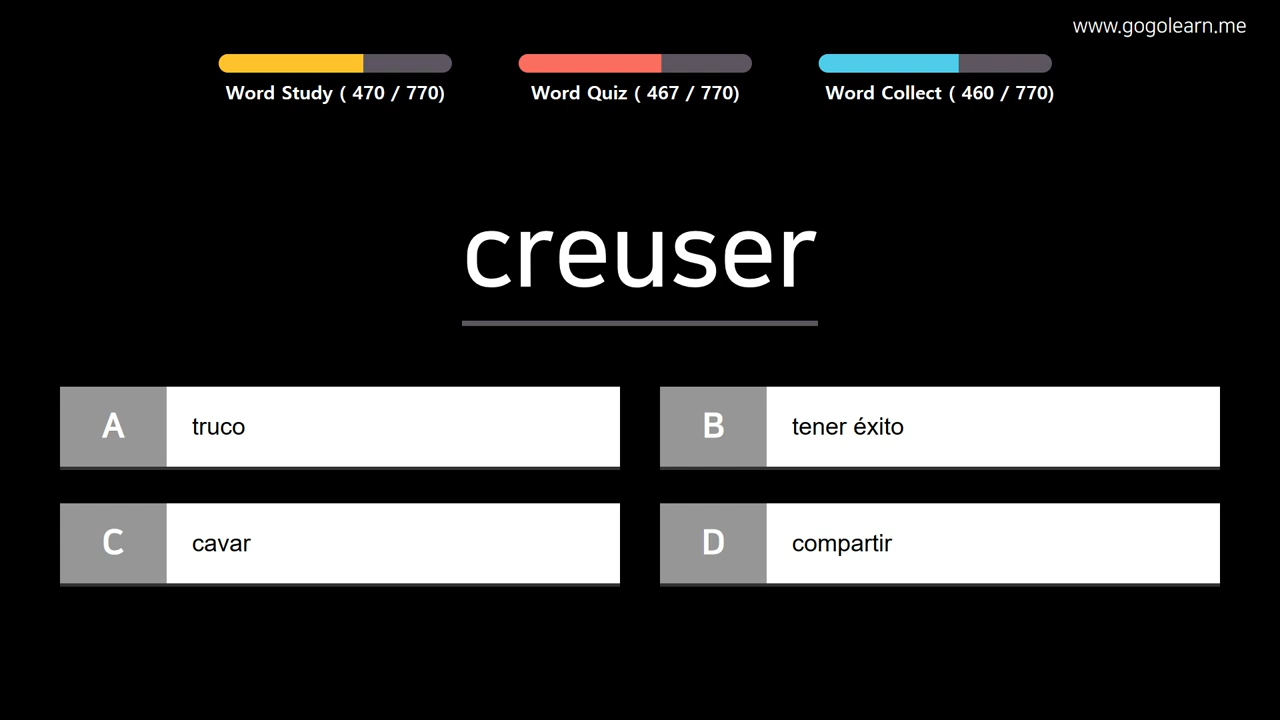 www.gogolearn.me
Word Study ( 470 / 770)
Word Quiz ( 467 / 770)
Word Collect ( 460 / 770)
creuser
A
truco
B
tener éxito
C
cavar
D
compartir